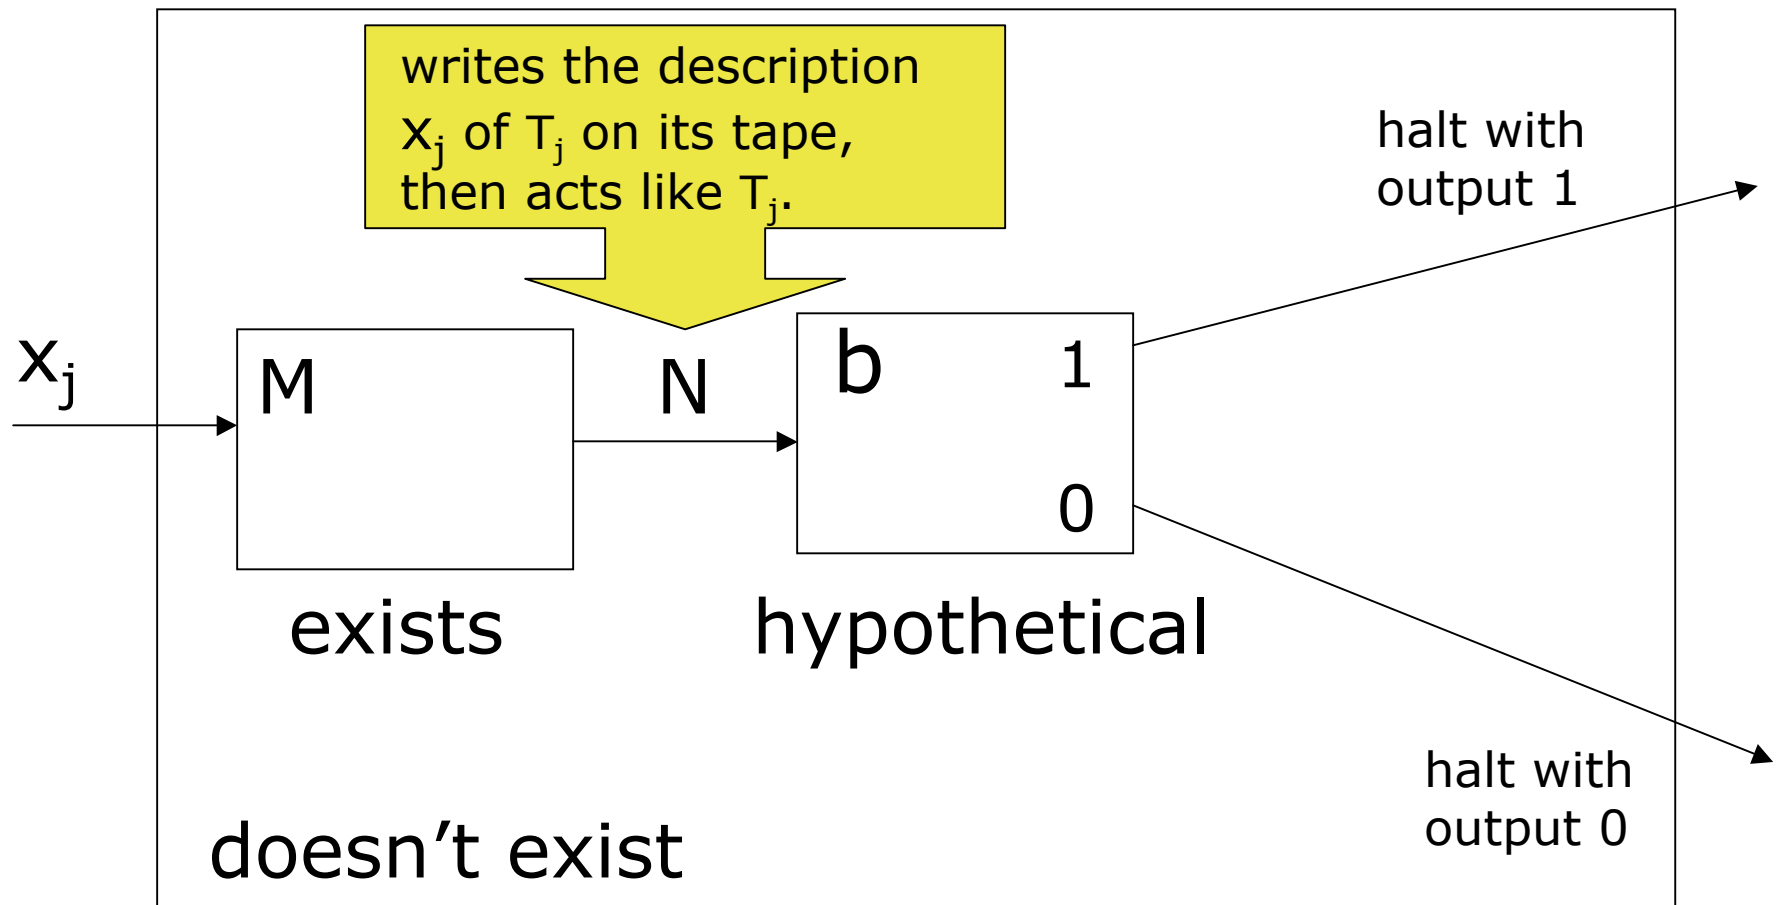 writes the description
xⱼ of Tⱼ on its tape,
then acts like Tⱼ.
halt with
output 1
xⱼ
M
N
b 1
0
exists
hypothetical
halt with
output 0
doesn’t exist